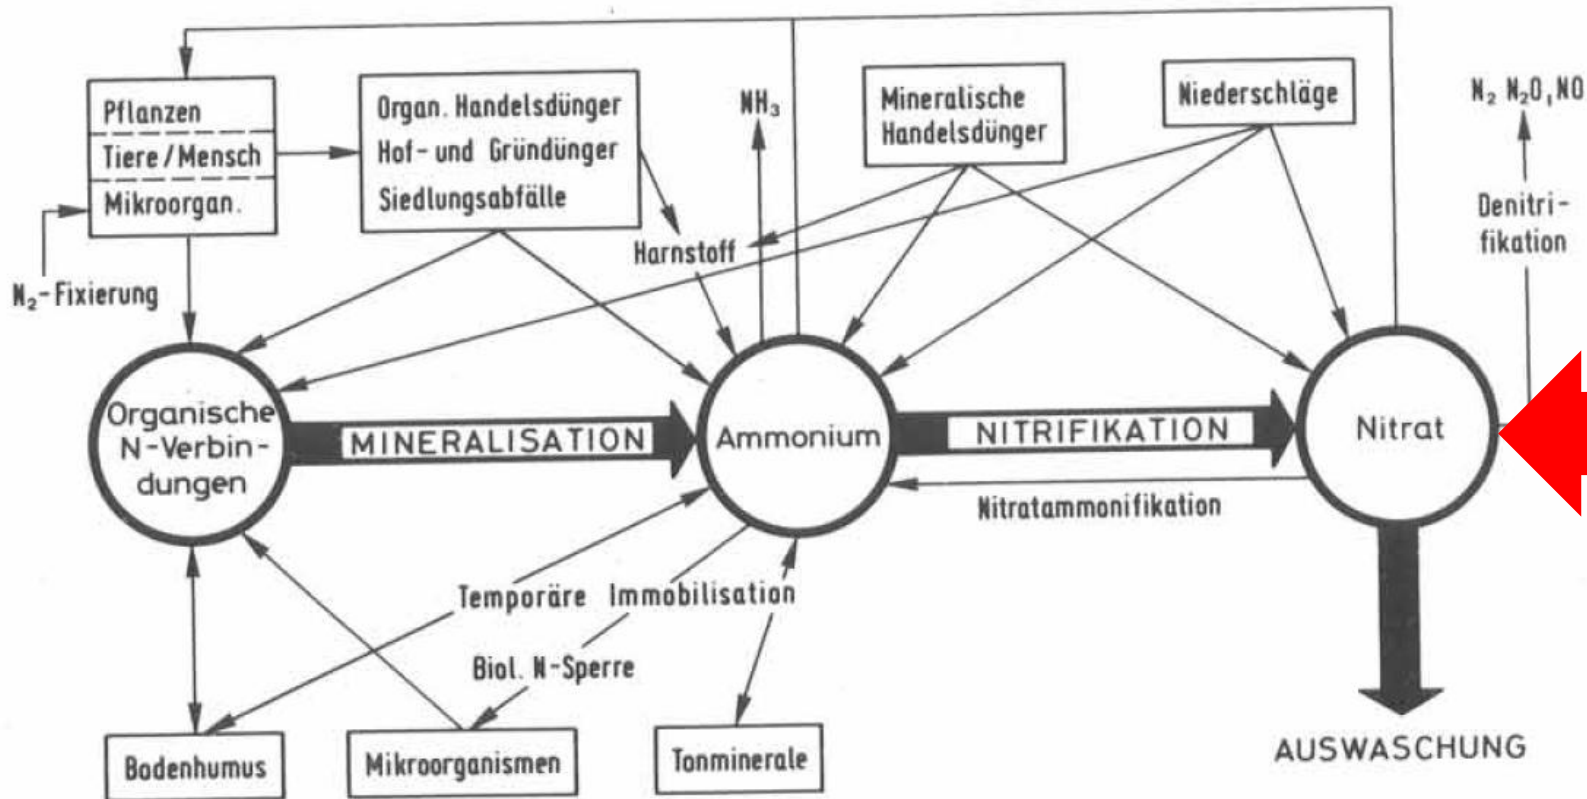 Pflanzen
Tiere / Mensch
Mikroorgan.
N₂-Fixierung
Organ. Handelsdünger
Hof- und Gründünger
Siedlungsabfälle
Harnstoff
NH₃
Mineralische
Handelsdünger
Niederschläge
N₂ N₂O, NO
Denitri-
fikation
Organische
N-Verbin-
dungen
MINERALISATION
Ammonium
NITRIFIKATION
Nitrat
Nitratammonifikation
Temporäre Immobilisation
Biol. N-Sperre
Bodenhumus
Mikroorganismen
Tonminerale
AUSWASCHUNG